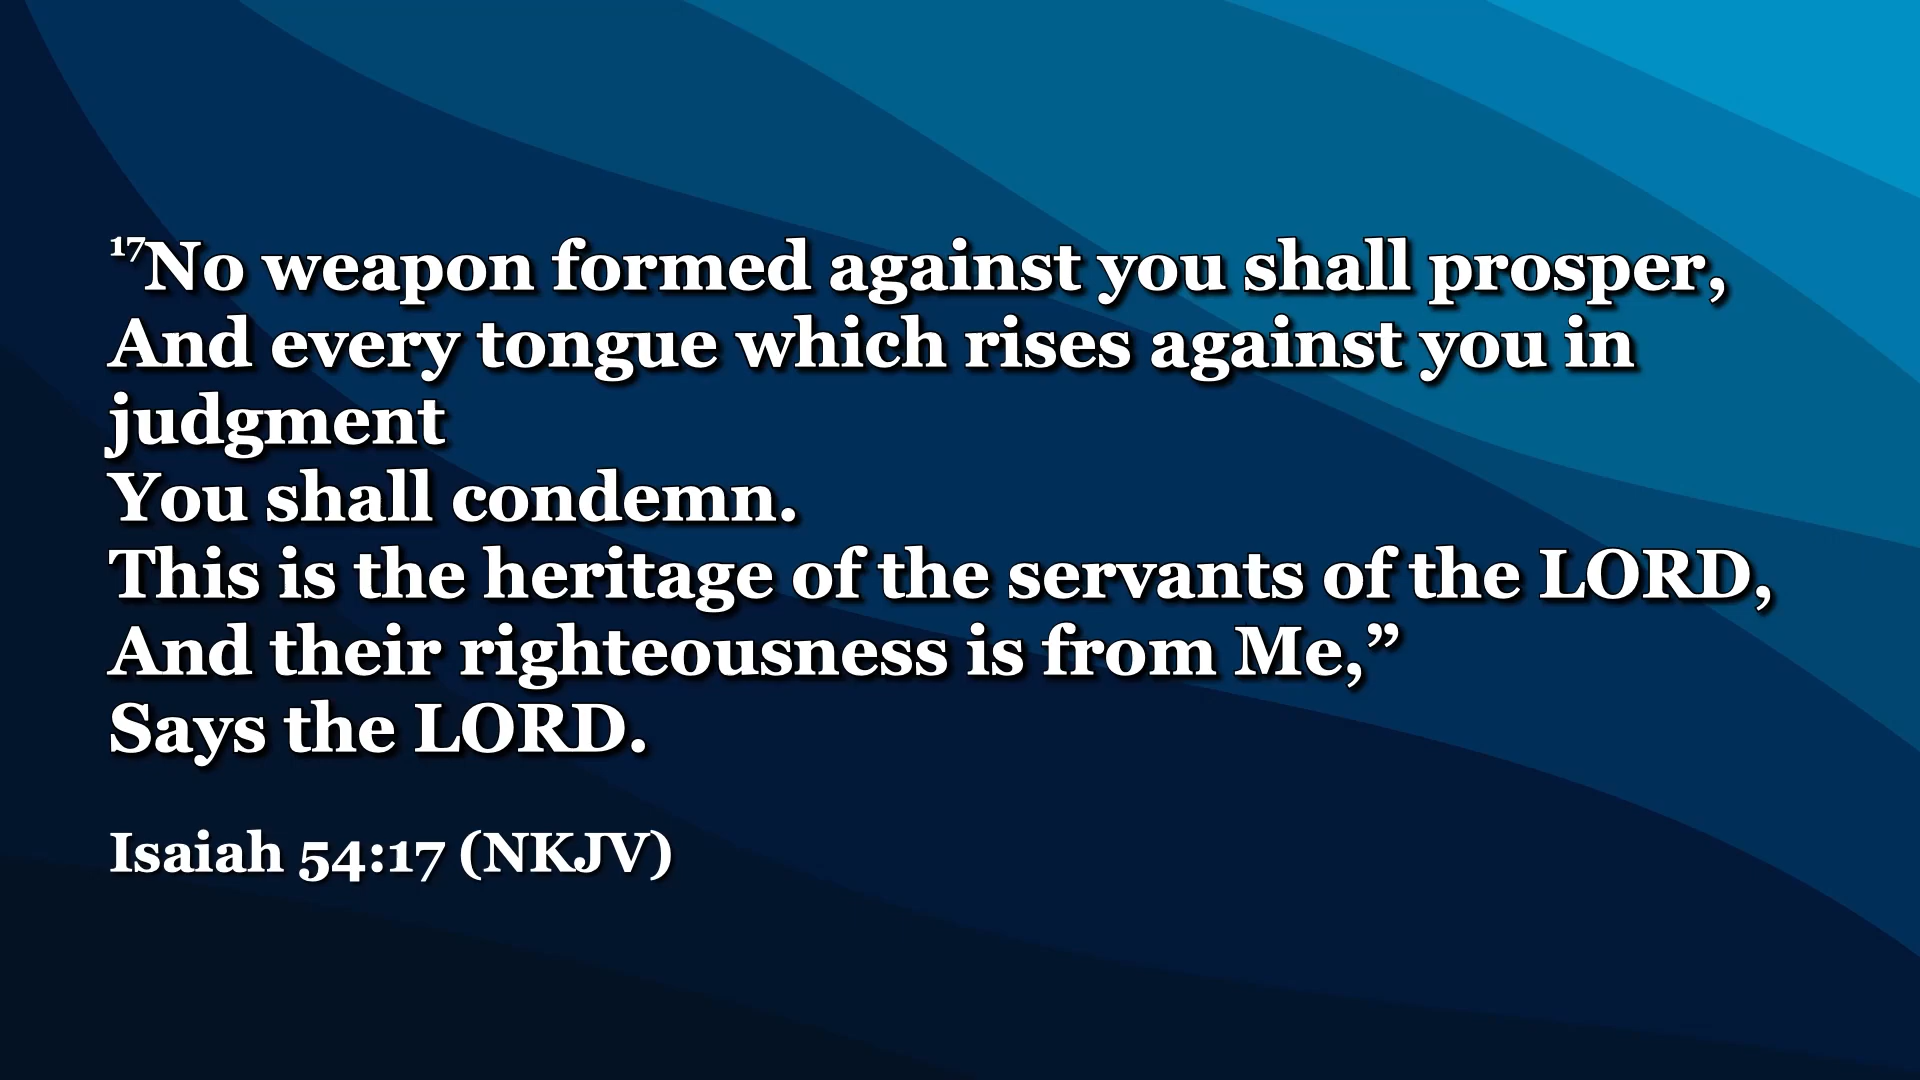 ¹⁷No weapon formed against you shall prosper,
And every tongue which rises against you in
judgment
You shall condemn.
This is the heritage of the servants of the LORD,
And their righteousness is from Me,”
Says the LORD.
Isaiah 54:17 (NKJV)